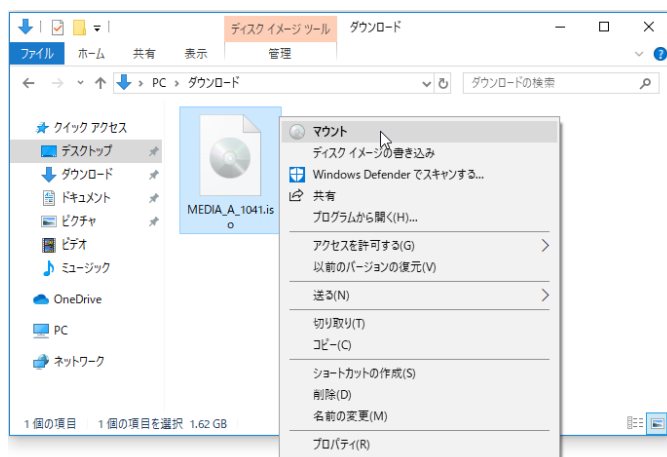 ディスク イメージ ツール
ダウンロード
ファイル
ホーム
共有
表示
管理
PC
ダウンロード
ダウンロードの検索
クイック アクセス
デスクトップ
ダウンロード
ドキュメント
ピクチャ
ビデオ
ミュージック
OneDrive
PC
ネットワーク
MEDIA_A_1041.is
o
マウント
ディスク イメージの書き込み
Windows Defender でスキャンする...
共有
プログラムから開く(H)...
アクセスを許可する(G)
以前のバージョンの復元(V)
送る(N)
切り取り(T)
コピー(C)
ショートカットの作成(S)
削除(D)
名前の変更(M)
プロパティ(R)
1 個の項目
1 個の項目を選択 1.62 GB